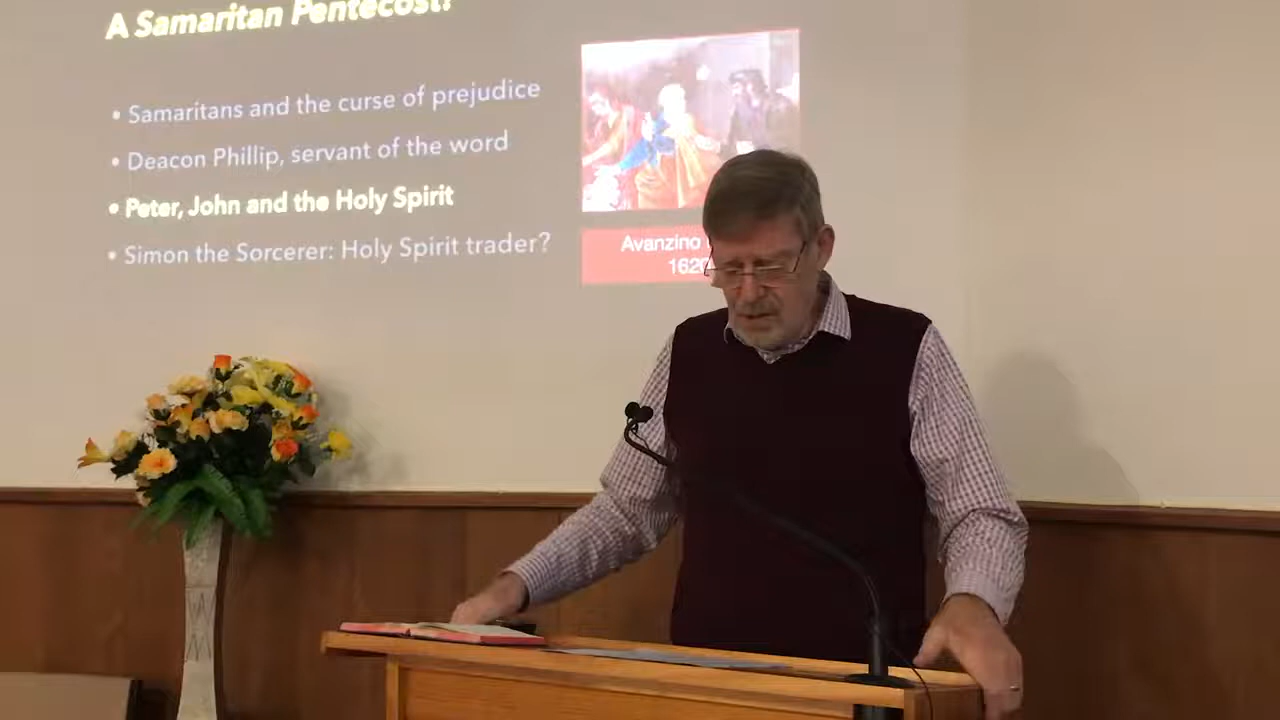 A Samaritan Pentecost?
• Samaritans and the curse of prejudice
• Deacon Phillip, servant of the word
• Peter, John and the Holy Spirit
• Simon the Sorcerer: Holy Spirit trader?
Avanzino
1620